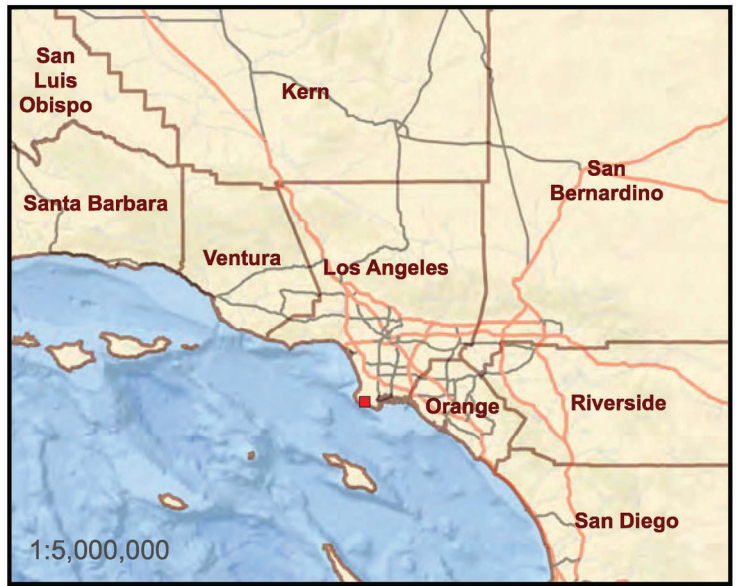 San
Luis
Obispo
Kern
San
Bernardino
Santa Barbara
Ventura
Los Angeles
Orange
Riverside
San Diego
1:5,000,000